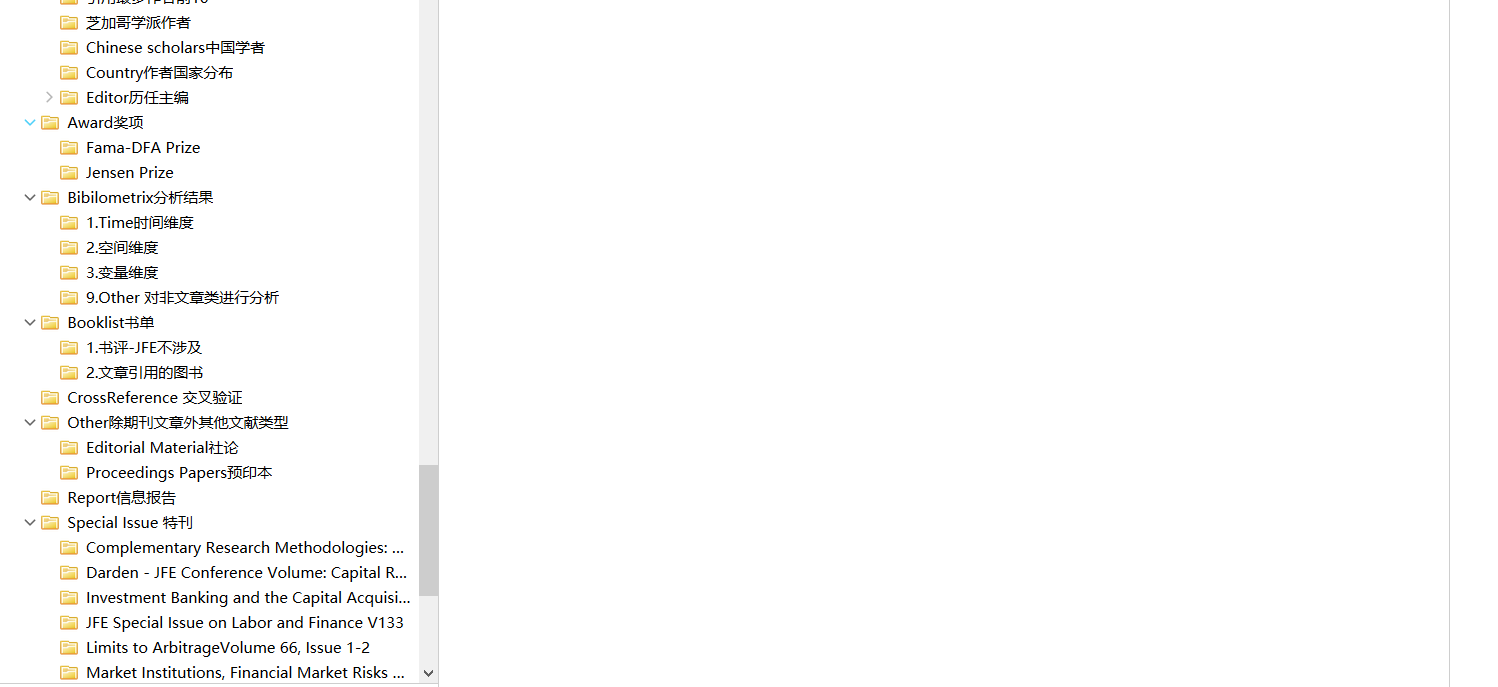 芝加哥学派作者
Chinese scholars中国学者
Country作者国家分布
Editor历任主编
Award奖项
Fama-DFA Prize
Jensen Prize
Bibilometrix分析结果
1.Time时间维度
2.空间维度
3.变量维度
9.Other 对非文章类进行分析
Booklist书单
1.书评-JFE不涉及
2.文章引用的图书
CrossReference 交叉验证
Other除期刊文章外其他文献类型
Editorial Material社论
Proceedings Papers预印本
Report信息报告
Special Issue 特刊
Complementary Research Methodologies: ...
Darden - JFE Conference Volume: Capital R...
Investment Banking and the Capital Acquisi...
JFE Special Issue on Labor and Finance V133
Limits to ArbitrageVolume 66, Issue 1-2
Market Institutions, Financial Market Risks ...